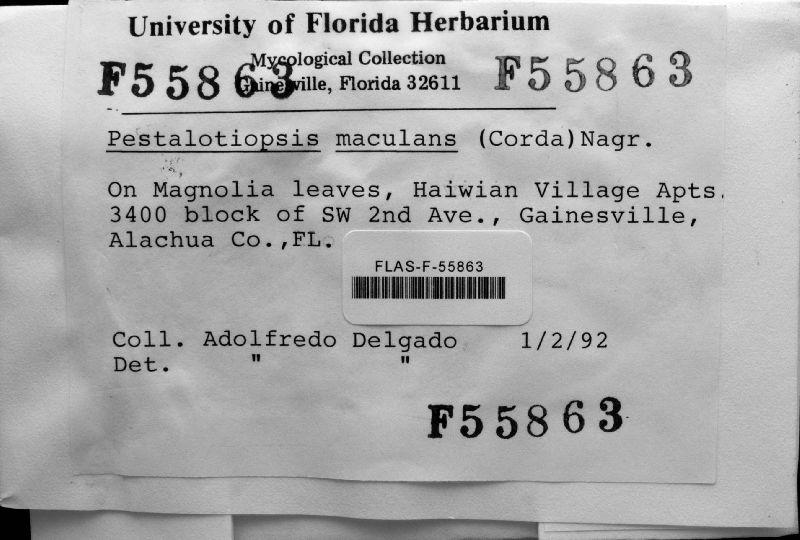 University of Florida Herbarium
F55863 Mycological Collection F55863
Gainesville, Florida 32611
Pestalotiopsis maculans (Corda)Nagr.
On Magnolia leaves, Haiwian Village Apts.
3400 block of SW 2nd Ave., Gainesville,
Alachua Co.,FL.
FLAS-F-55863
Coll. Adolfredo Delgado 1/2/92
Det. " "
F55863